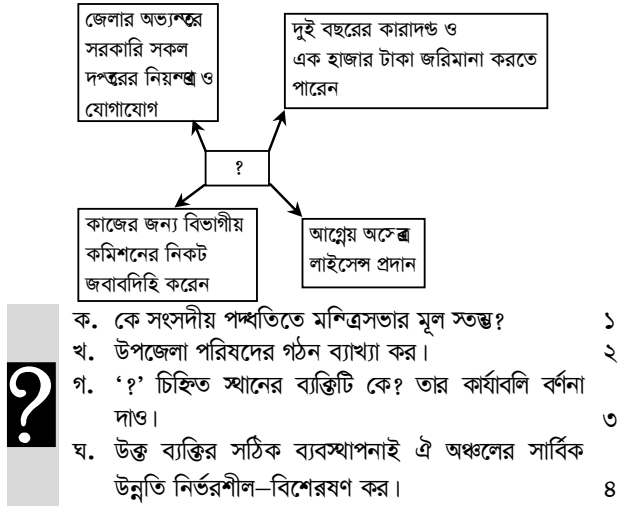 জেলার অভ্যন্তরে
সরকারি সকল
দপ্তরের নিয়ন্ত্রণ ও
যোগাযোগ
দুই বছরের কারাদণ্ড ও
এক হাজার টাকা জরিমানা করতে
পারেন
?
কাজের জন্য বিভাগীয়
কমিশনের নিকট
জবাবদিহি করেন
আগ্নেয় অস্ত্রের
লাইসেন্স প্রদান
ক. কে সংসদীয় পদ্ধতিতে মন্ত্রিসভার মূল স্তম্ভ? ১
খ. উপজেলা পরিষদের গঠন ব্যাখ্যা কর। ২
গ. ‘?’ চিহ্নিত স্থানের ব্যক্তিটি কে? তার কার্যাবলি বর্ণনা
দাও। ৩
ঘ. উক্ত ব্যক্তির সঠিক ব্যবস্থাপনাই ঐ অঞ্চলের সার্বিক
উন্নতি নির্ভরশীল–বিশেরষণ কর। ৪
?